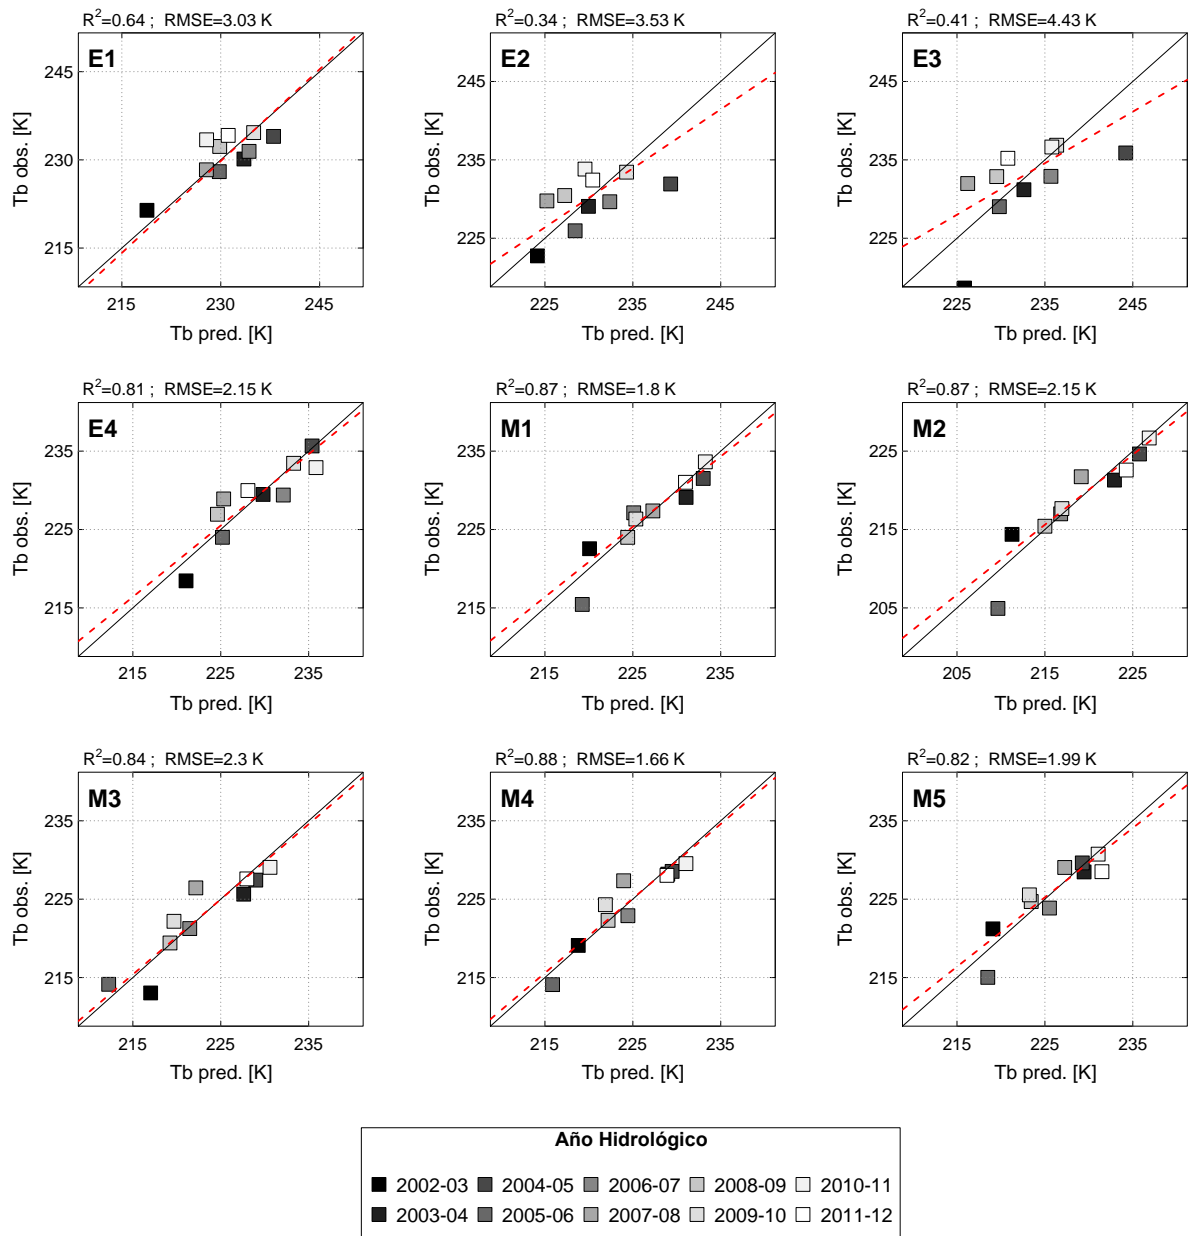 R²=0.64 ; RMSE=3.03 K
E1
245
230
215
215 230 245
Tb obs. [K]
Tb pred. [K]
R²=0.34 ; RMSE=3.53 K
E2
245
235
225
225 235 245
Tb obs. [K]
Tb pred. [K]
R²=0.41 ; RMSE=4.43 K
E3
245
235
225
225 235 245
Tb obs. [K]
Tb pred. [K]
R²=0.81 ; RMSE=2.15 K
E4
235
225
215
215 225 235
Tb obs. [K]
Tb pred. [K]
R²=0.87 ; RMSE=1.8 K
M1
235
225
215
215 225 235
Tb obs. [K]
Tb pred. [K]
R²=0.87 ; RMSE=2.15 K
M2
225
215
205
205 215 225
Tb obs. [K]
Tb pred. [K]
R²=0.84 ; RMSE=2.3 K
M3
235
225
215
215 225 235
Tb obs. [K]
Tb pred. [K]
R²=0.88 ; RMSE=1.66 K
M4
235
225
215
215 225 235
Tb obs. [K]
Tb pred. [K]
R²=0.82 ; RMSE=1.99 K
M5
235
225
215
215 225 235
Tb obs. [K]
Tb pred. [K]
Año Hidrológico
2002-03 2004-05 2006-07 2008-09 2010-11
2003-04 2005-06 2007-08 2009-10 2011-12